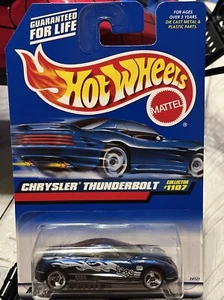 GUARANTEED
FOR LIFE
FOR AGES
OVER 3 YEARS.
DIE CAST METAL &
PLASTIC PARTS.
Hot Wheels
MATTEL
CHRYSLER THUNDERBOLT
COLLECTOR
#1107